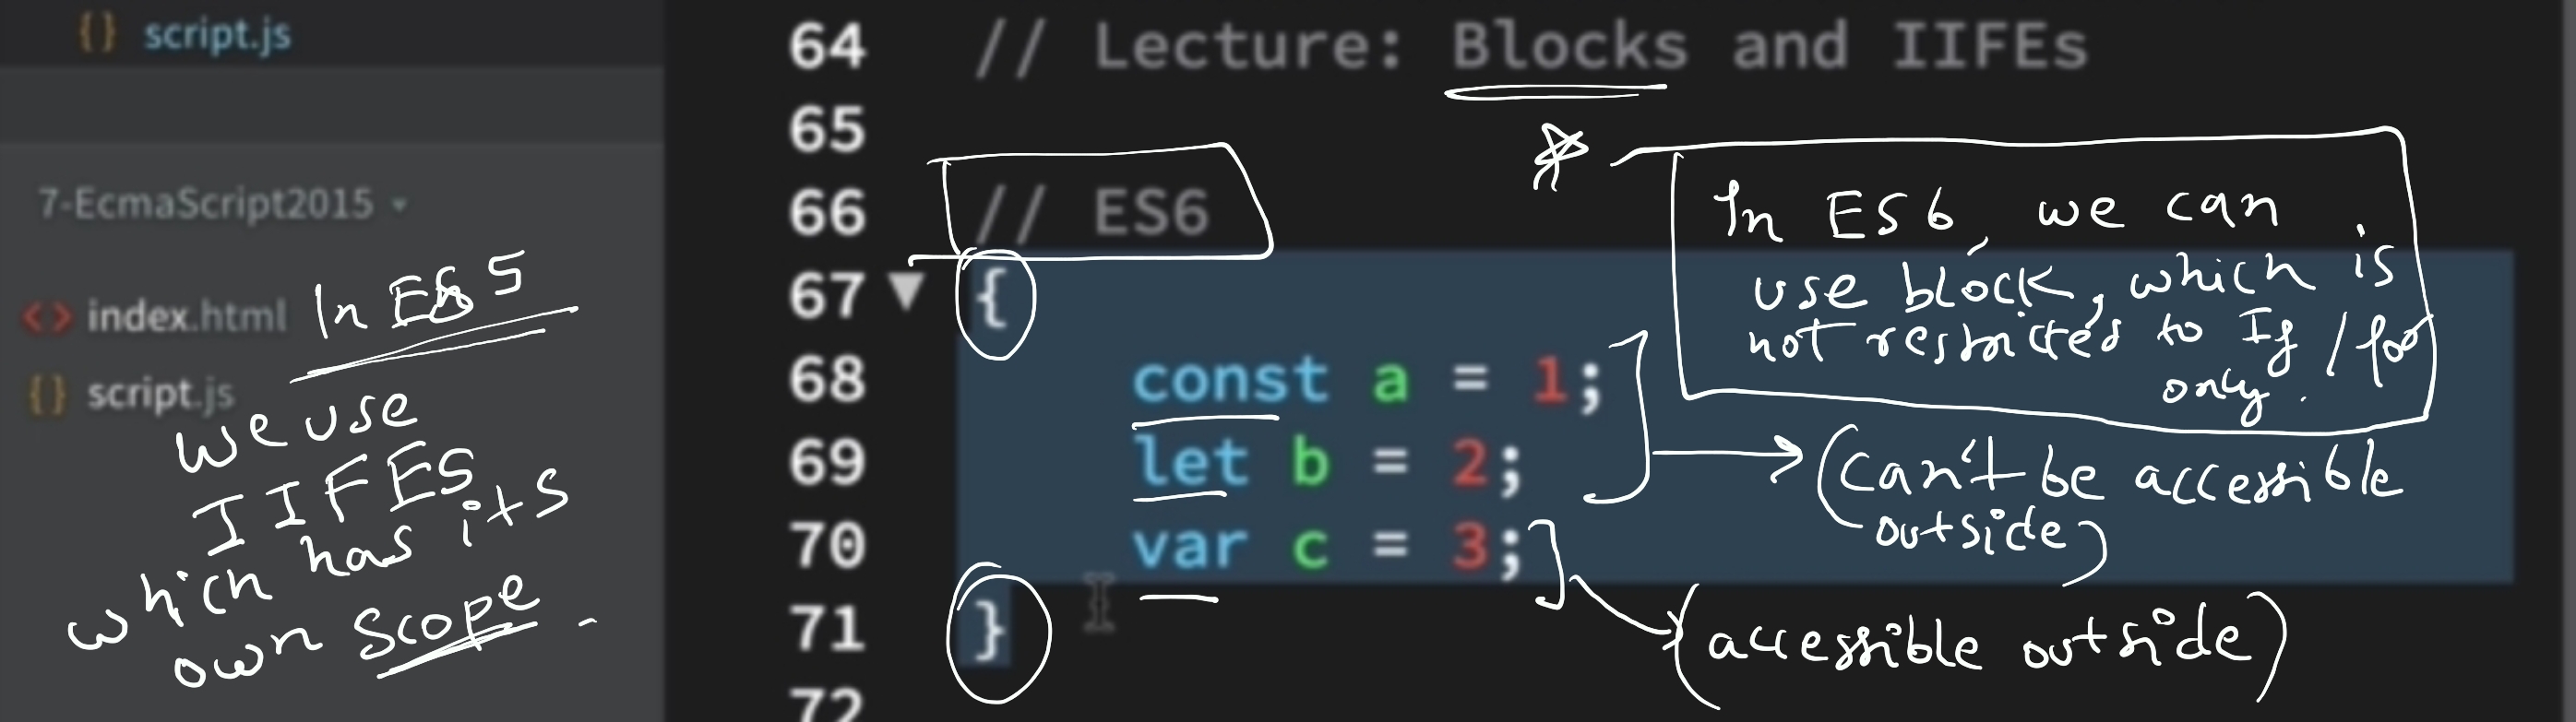 {} script.js
7-EcmaScript2015
<> index.html
{} script.js
In ES5
we use
IIFES
which has its
own scope.
64 // Lecture: Blocks and IIFEs
65
66 // ES6
67 {
68 const a = 1;
69 let b = 2;
70 var c = 3;
71 }
72
In ES6, we can
use block, which is
not restricted to If / for
only.
(can't be accessible
outside)
(accessible outside)